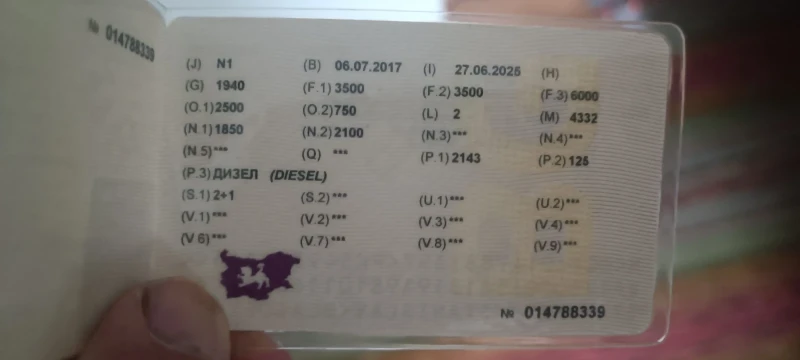 № 014788339
(J) N1 (B) 06.07.2017 (I) 27.06.2025 (H)
(G) 1940 (F.1) 3500 (F.2) 3500 (F.3) 6000
(O.1) 2500 (O.2) 750 (L) 2 (M) 4332
(N.1) 1850 (N.2) 2100 (N.3) *** (N.4) ***
(N.5) *** (Q) *** (P.1) 2143 (P.2) 125
(P.3) ДИЗЕЛ (DIESEL)
(S.1) 2+1 (S.2) *** (U.1) *** (U.2) ***
(V.1) *** (V.2) *** (V.3) *** (V.4) ***
(V 6) *** (V.7) *** (V.8) *** (V.9) ***
№ 014788339